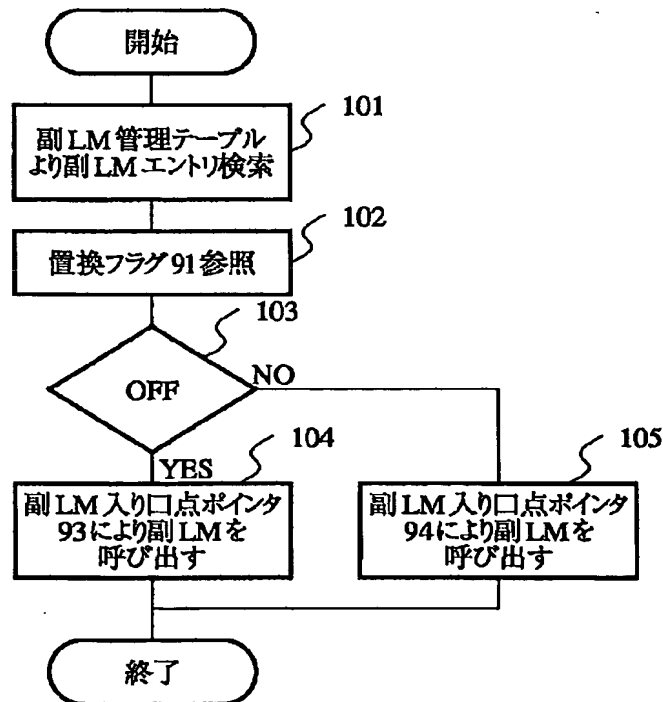 開始
101
副LM管理テーブル
より副LMエントリ検索
102
置換フラグ91参照
103
OFF
NO
YES
104
副LM入り口点ポインタ
93により副LMを
呼び出す
105
副LM入り口点ポインタ
94により副LMを
呼び出す
終了